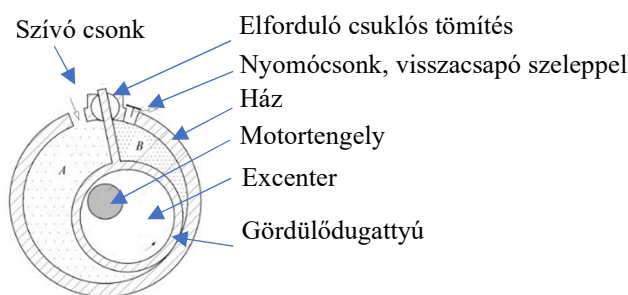 Szívó csonk
Elforduló csuklós tömítés
Nyomócsonk, visszacsapó szeleppel
Ház
Motortengely
Excenter
Gördülődugattyú
A
B